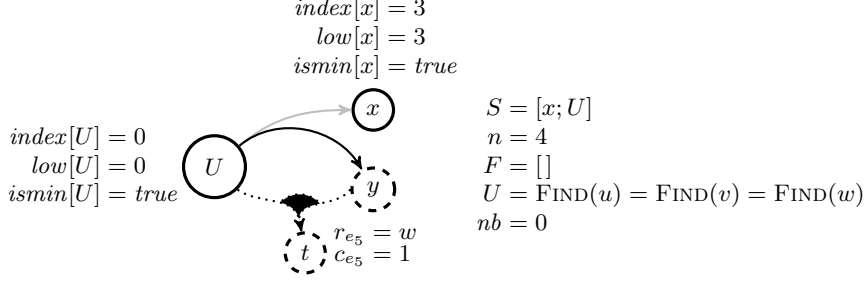 index[x] = 3
low[x] = 3
ismin[x] = true
x
index[U] = 0
low[U] = 0
ismin[U] = true
U
y
t
r_{e_5} = w
c_{e_5} = 1
S = [x; U]
n = 4
F = []
U = FIND(u) = FIND(v) = FIND(w)
nb = 0